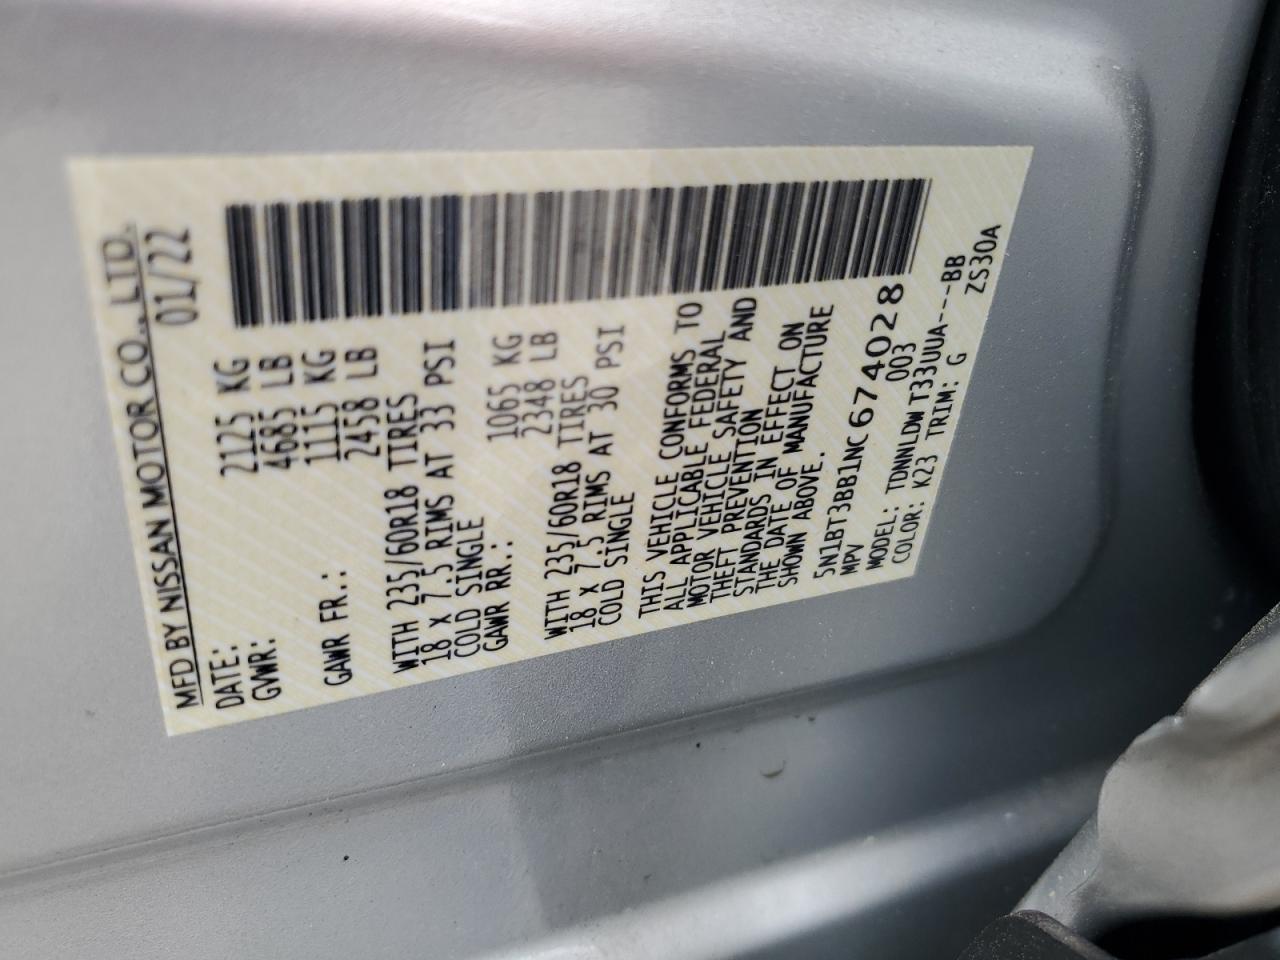 MFD BY NISSAN MOTOR CO., LTD.
DATE: 01/22
GVWR: 2125 KG
4685 LB
GAWR FR.: 1115 KG
2458 LB
WITH 235/60R18 TIRES
18 X 7.5 RIMS AT 33 PSI
COLD SINGLE
GAWR RR.: 1065 KG
2348 LB
WITH 235/60R18 TIRES
18 X 7.5 RIMS AT 30 PSI
COLD SINGLE
THIS VEHICLE CONFORMS TO
ALL APPLICABLE FEDERAL
MOTOR VEHICLE SAFETY AND
THEFT PREVENTION
STANDARDS IN EFFECT ON
THE DATE OF MANUFACTURE
SHOWN ABOVE.
5N1BT3BB1NC674028
MPV 003
MODEL: TDNNLDW T33UUA---BB
COLOR: K23 TRIM: G ZS30A